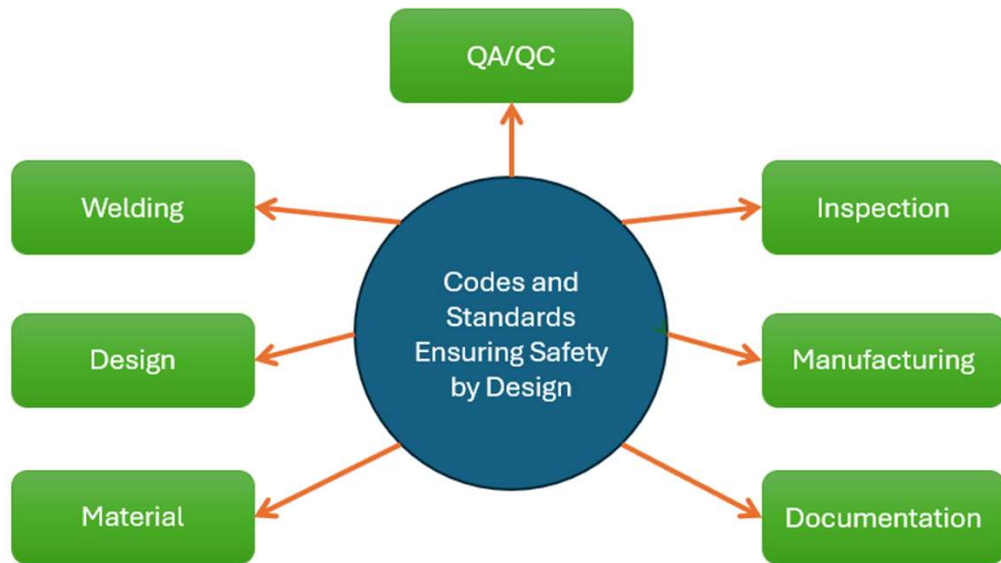 QA/QC
Welding
Inspection
Codes and
Standards
Ensuring Safety
by Design
Design
Manufacturing
Material
Documentation